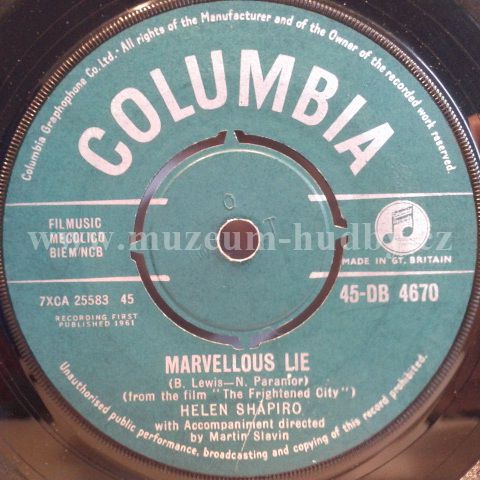 Columbia Graphophone Co. Ltd. · All rights of the Manufacturer and of the Owner of the recorded work reserved.
COLUMBIA
FILMUSIC
MECOLICO
BIEM/NCB
www.muzeum-hudby.cz
MADE IN GT. BRITAIN
7XCA 25583 45
45-DB 4670
RECORDING FIRST
PUBLISHED 1961
MARVELLOUS LIE
(B. Lewis—N. Paramor)
(from the film "The Frightened City")
HELEN SHAPIRO
with Accompaniment directed
by Martin Slavin
Unauthorised public performance, broadcasting and copying of this record prohibited.